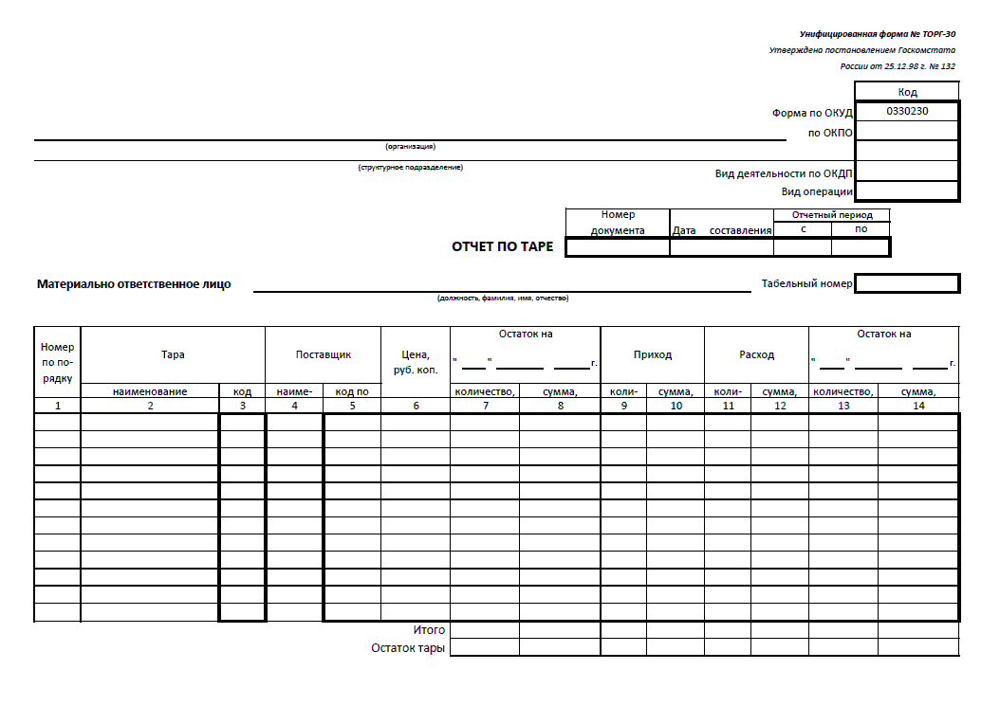 Унифицированная форма № ТОРГ-30
Утверждена постановлением Госкомстата
России от 25.12.98 г. № 132
Код
Форма по ОКУД 0330230
по ОКПО
(организация)
(структурное подразделение)
Вид деятельности по ОКДП
Вид операции
Номер документа Дата составления Отчетный период
с по
ОТЧЕТ ПО ТАРЕ
Материально ответственное лицо Табельный номер
(должность, фамилия, имя, отчество)
Номер по по-рядку Тара Поставщик Цена, руб. коп. Остаток на " " г. Приход Расход Остаток на " " г.
наименование код наиме- код по количество, сумма, коли- сумма, коли- сумма, количество, сумма,
1 2 3 4 5 6 7 8 9 10 11 12 13 14
Итого
Остаток тары